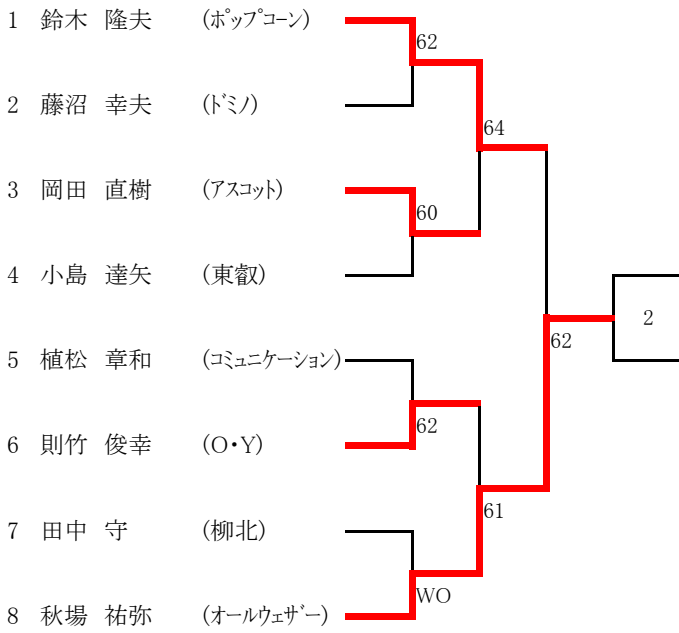 1 鈴木 隆夫 (ポップコーン)
62
2 藤沼 幸夫 (ドミノ)
64
3 岡田 直樹 (アスコット)
60
4 小島 達矢 (東叡)
2
62
5 植松 章和 (コミュニケーション)
62
6 則竹 俊幸 (O・Y)
61
7 田中 守 (柳北)
WO
8 秋場 祐弥 (オールウェザー)